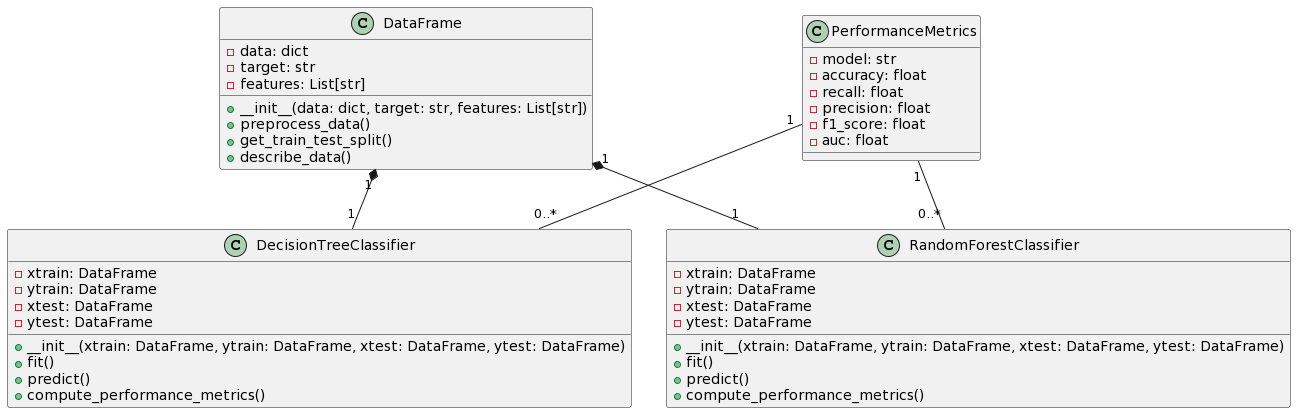 C DataFrame
data: dict
target: str
features: List[str]
__init__(data: dict, target: str, features: List[str])
preprocess_data()
get_train_test_split()
describe_data()
C PerformanceMetrics
model: str
accuracy: float
recall: float
precision: float
f1_score: float
auc: float
1
1
1
1
1
0..*
1
0..*
C DecisionTreeClassifier
xtrain: DataFrame
ytrain: DataFrame
xtest: DataFrame
ytest: DataFrame
__init__(xtrain: DataFrame, ytrain: DataFrame, xtest: DataFrame, ytest: DataFrame)
fit()
predict()
compute_performance_metrics()
C RandomForestClassifier
xtrain: DataFrame
ytrain: DataFrame
xtest: DataFrame
ytest: DataFrame
__init__(xtrain: DataFrame, ytrain: DataFrame, xtest: DataFrame, ytest: DataFrame)
fit()
predict()
compute_performance_metrics()